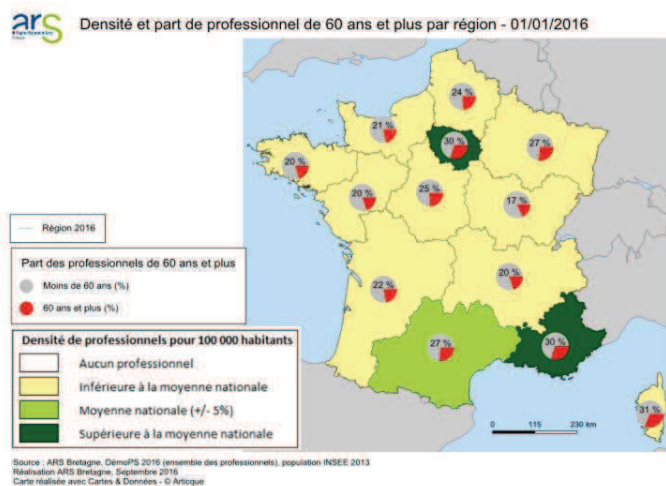 ars
Densité et part de professionnel de 60 ans et plus par région - 01/01/2016
24 %
21 %
30 %
27 %
20 %
20 %
25 %
17 %
22 %
20 %
27 %
30 %
31 %
Région 2016
Part des professionnels de 60 ans et plus
Moins de 60 ans (%)
60 ans et plus (%)
Densité de professionnels pour 100 000 habitants
Aucun professionnel
Inférieure à la moyenne nationale
Moyenne nationale (+/- 5%)
Supérieure à la moyenne nationale
0 115 230 km
Source : ARS Bretagne, DémoPS 2016 (ensemble des professionnels), population INSEE 2013
Réalisation ARS Bretagne, Septembre 2016
Carte réalisée avec Cartes & Données - © Articque